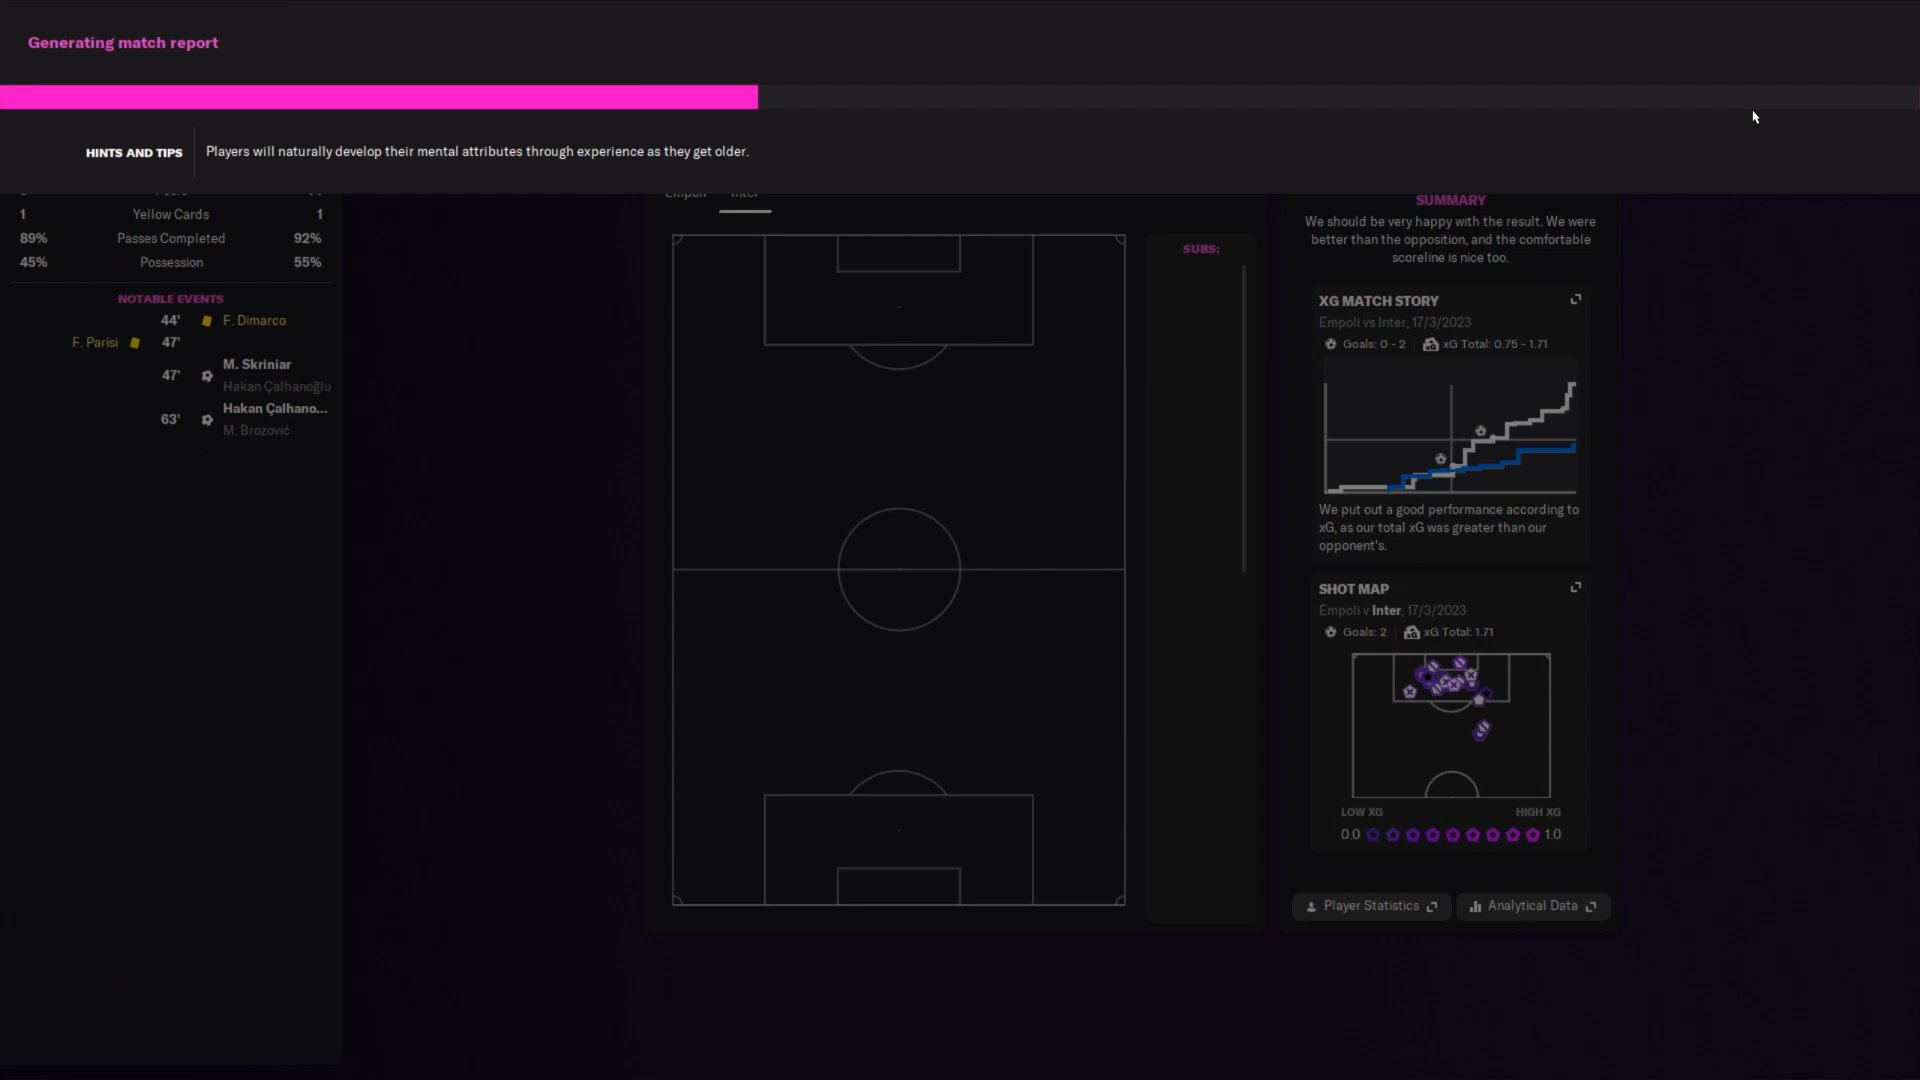 Generating match report
HINTS AND TIPS
Players will naturally develop their mental attributes through experience as they get older.
1 Yellow Cards 1
89% Passes Completed 92%
45% Possession 55%
NOTABLE EVENTS
44' F. Dimarco
F. Parisi 47'
47' M. Skriniar
Hakan Çalhanoğlu
63' Hakan Çalhano...
M. Brozović
Empoli Inter
SUBS:
SUMMARY
We should be very happy with the result. We were
better than the opposition, and the comfortable
scoreline is nice too.
XG MATCH STORY
Empoli vs Inter, 17/3/2023
Goals: 0 - 2 xG Total: 0.75 - 1.71
We put out a good performance according to
xG, as our total xG was greater than our
opponent's.
SHOT MAP
Empoli v Inter, 17/3/2023
Goals: 2 xG Total: 1.71
LOW XG HIGH XG
0.0 1.0
Player Statistics Analytical Data